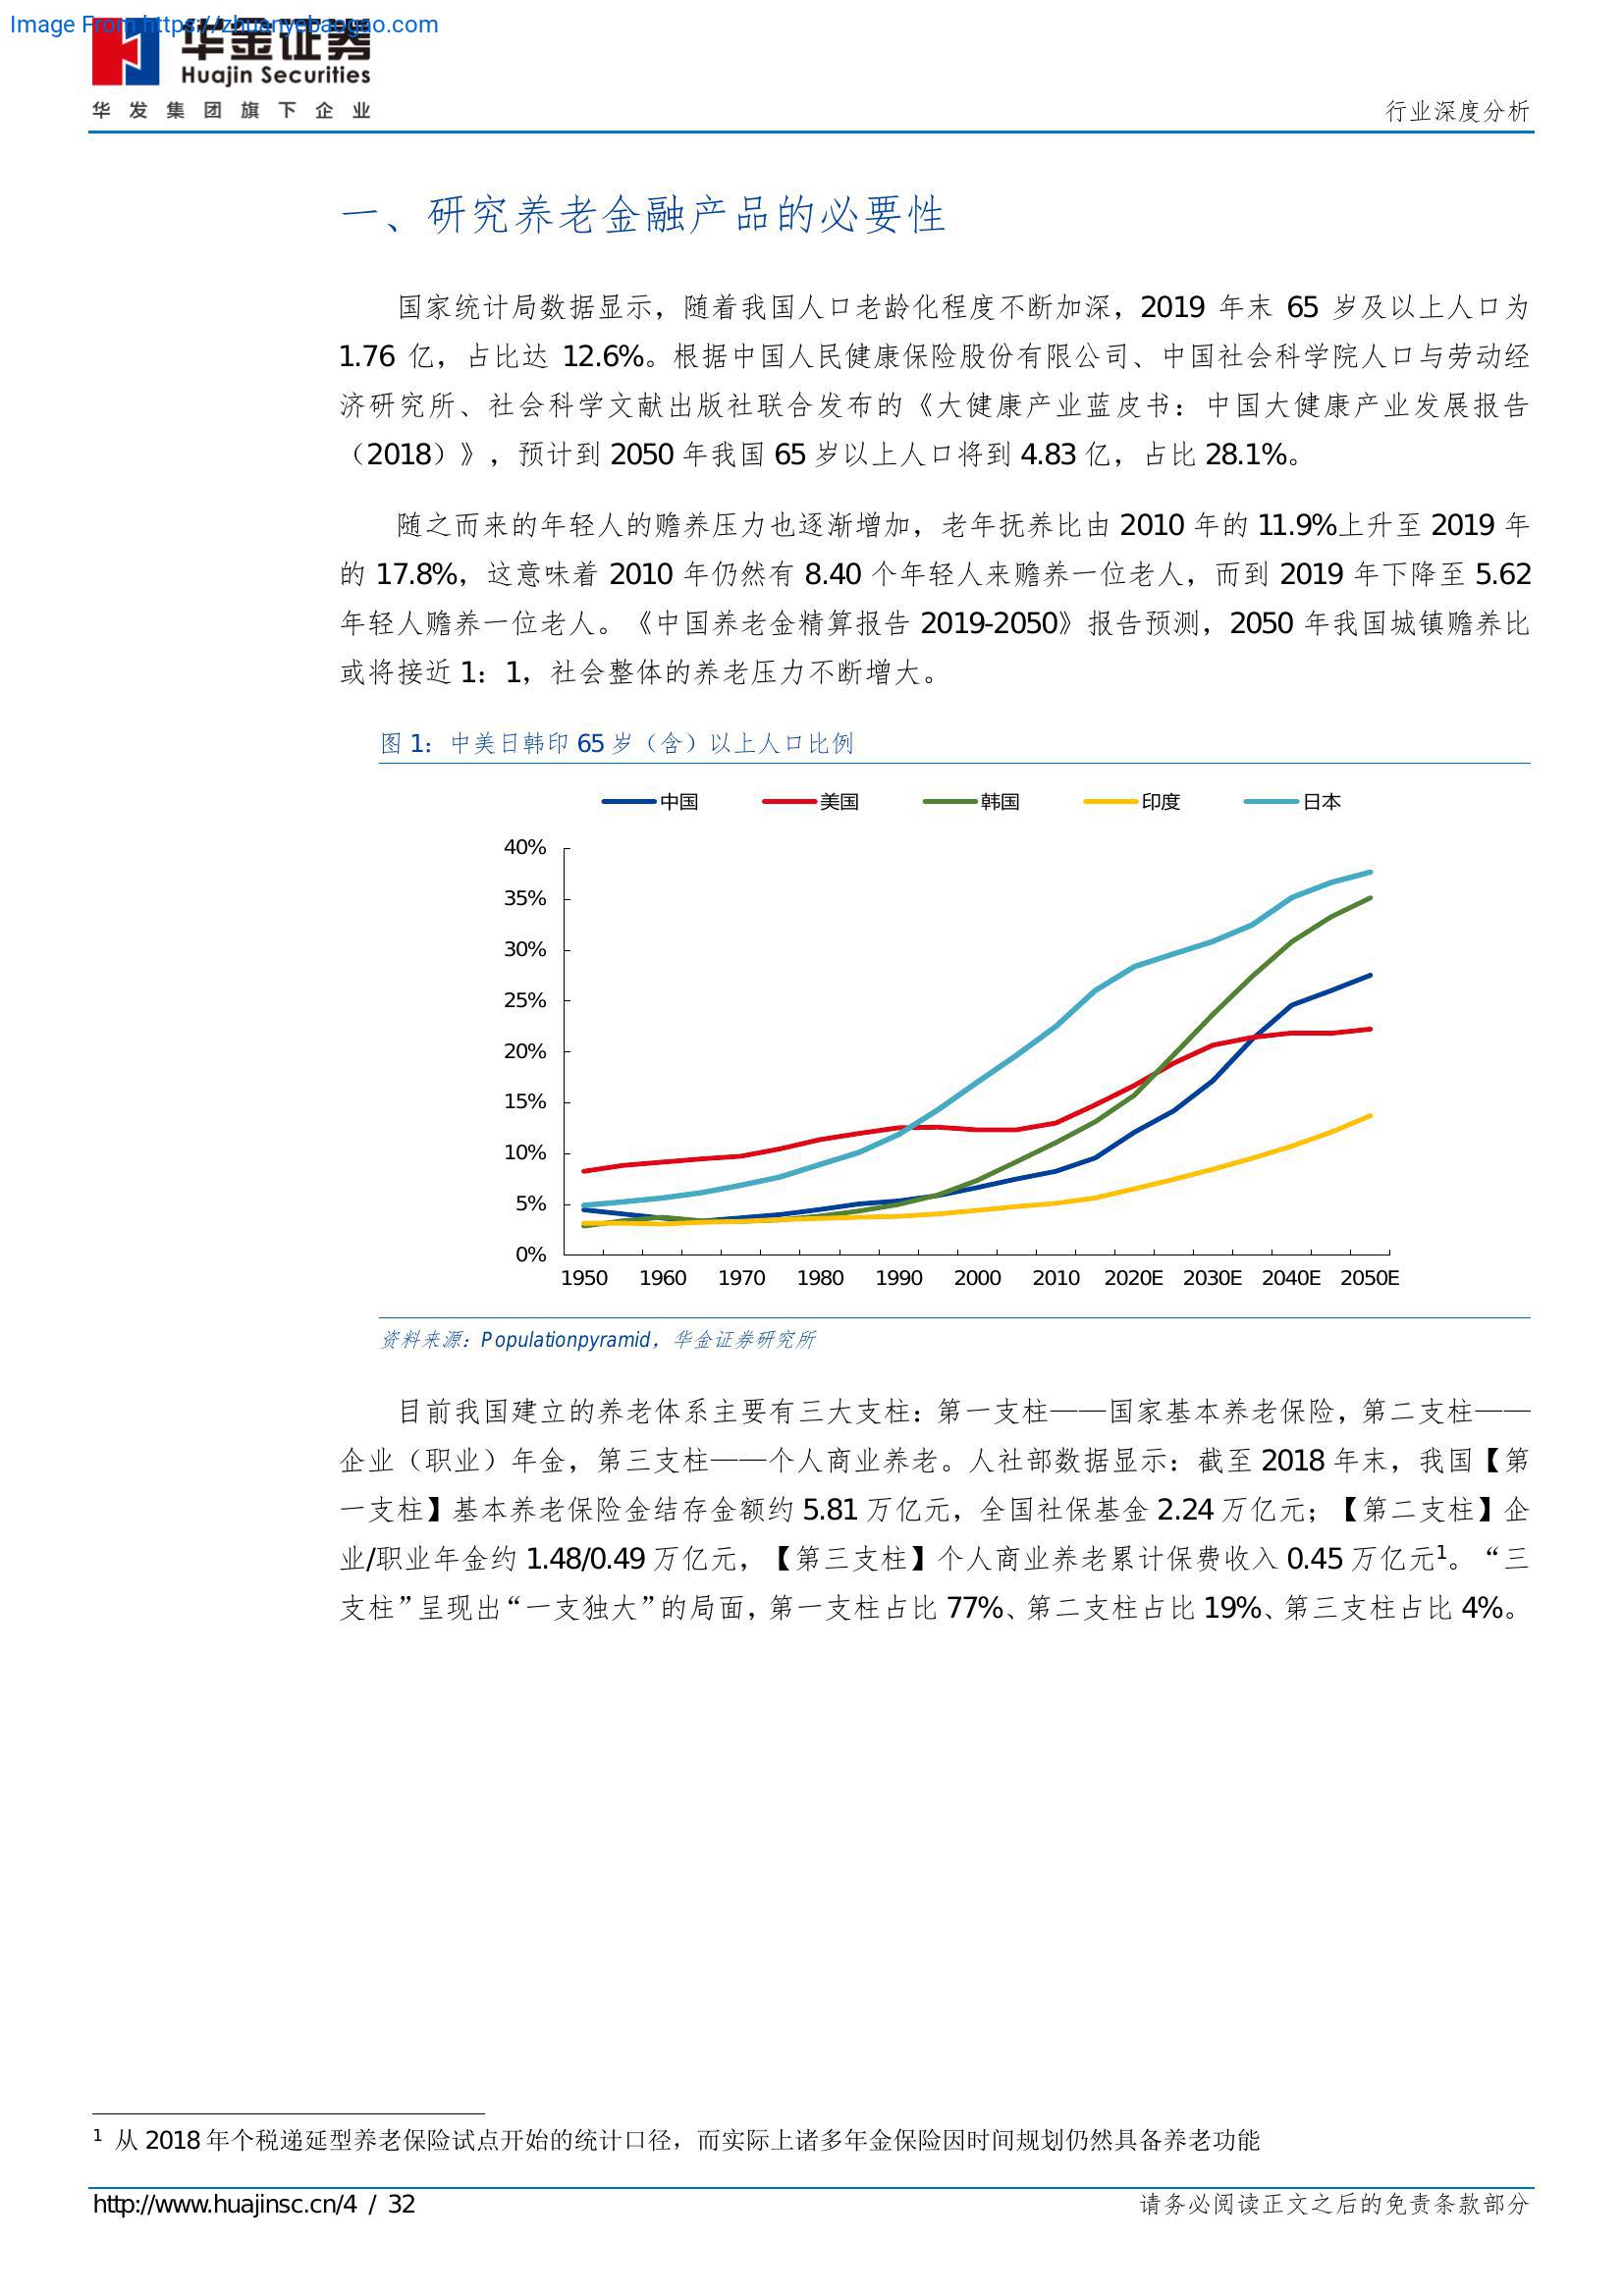 Image From https://zhuanyebaogao.com
华金证券
Huajin Securities
华发集团旗下企业
行业深度分析
一、研究养老金融产品的必要性
国家统计局数据显示，随着我国人口老龄化程度不断加深，2019 年末 65 岁及以上人口为
1.76 亿，占比达 12.6%。根据中国人民健康保险股份有限公司、中国社会科学院人口与劳动经
济研究所、社会科学文献出版社联合发布的《大健康产业蓝皮书：中国大健康产业发展报告
（2018）》，预计到 2050 年我国 65 岁以上人口将到 4.83 亿，占比 28.1%。
随之而来的年轻人的赡养压力也逐渐增加，老年抚养比由 2010 年的 11.9%上升至 2019 年
的 17.8%，这意味着 2010 年仍然有 8.40 个年轻人来赡养一位老人，而到 2019 年下降至 5.62
年轻人赡养一位老人。《中国养老金精算报告 2019-2050》报告预测，2050 年我国城镇赡养比
或将接近 1：1，社会整体的养老压力不断增大。
图 1：中美日韩印 65 岁（含）以上人口比例
中国 美国 韩国 印度 日本
40%
35%
30%
25%
20%
15%
10%
5%
0%
1950 1960 1970 1980 1990 2000 2010 2020E 2030E 2040E 2050E
资料来源：Populationpyramid，华金证券研究所
目前我国建立的养老体系主要有三大支柱：第一支柱——国家基本养老保险，第二支柱——
企业（职业）年金，第三支柱——个人商业养老。人社部数据显示：截至 2018 年末，我国【第
一支柱】基本养老保险金结存金额约 5.81 万亿元，全国社保基金 2.24 万亿元；【第二支柱】企
业/职业年金约 1.48/0.49 万亿元，【第三支柱】个人商业养老累计保费收入 0.45 万亿元1。“三
支柱”呈现出“一支独大”的局面，第一支柱占比 77%、第二支柱占比 19%、第三支柱占比 4%。
1 从 2018 年个税递延型养老保险试点开始的统计口径，而实际上诸多年金保险因时间规划仍然具备养老功能
http://www.huajinsc.cn/4 / 32
请务必阅读正文之后的免责条款部分